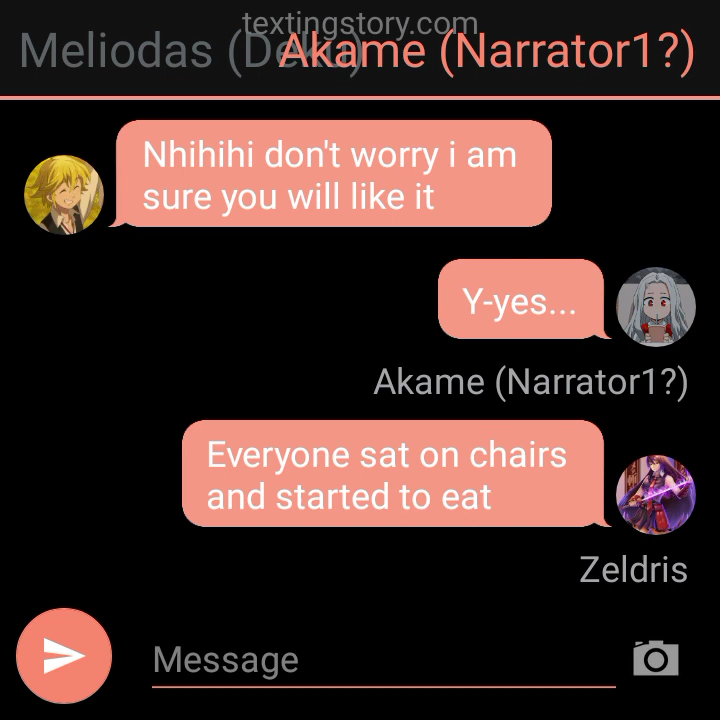 textingstory.com
Meliodas (De
Akame (Narrator1?)
Nhihihi don't worry i am
sure you will like it
Y-yes...
Akame (Narrator1?)
Everyone sat on chairs
and started to eat
Zeldris
Message